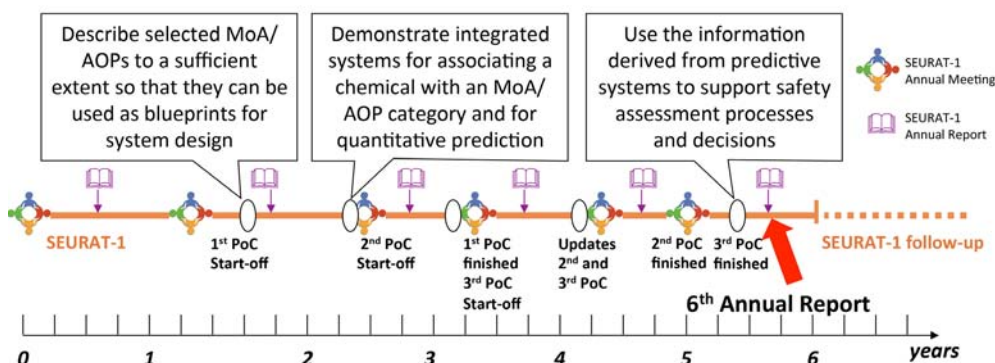 Describe selected MoA/
AOPs to a sufficient
extent so that they can be
used as blueprints for
system design
Demonstrate integrated
systems for associating a
chemical with an MoA/
AOP category and for
quantitative prediction
Use the information
derived from predictive
systems to support safety
assessment processes
and decisions
SEURAT-1
Annual Meeting
SEURAT-1
Annual Report
SEURAT-1
1st PoC
Start-off
2nd PoC
Start-off
1st PoC
finished
3rd PoC
Start-off
Updates
2nd and
3rd PoC
2nd PoC
finished
3rd PoC
finished
SEURAT-1 follow-up
6th Annual Report
0 1 2 3 4 5 6 years